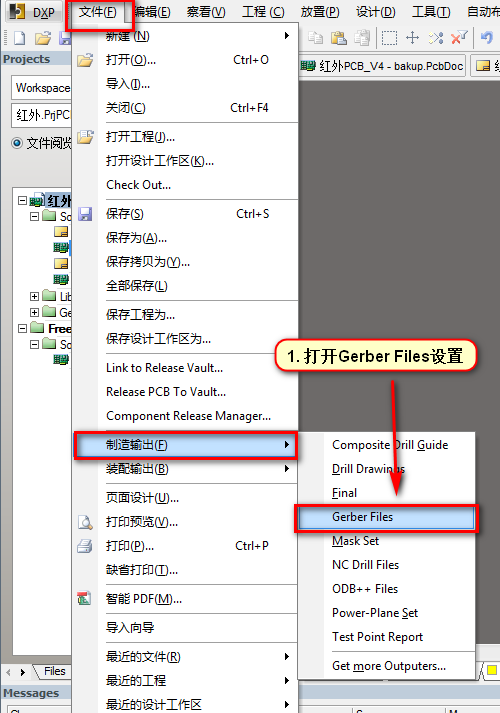 DXP 文件(F) 编辑(E) 察看(V) 工程 (C) 放置(P) 设计(D) 工具(T) 自动布
Projects
新建 (N)
红外PCB_V4 - bakup.PcbDoc
打开(O)... Ctrl+O
Workspace
导入(I)...
红外.PrjPC
关闭(C) Ctrl+F4
文件阅览
打开工程(J)...
打开设计工作区(K)...
Check Out...
红外
保存(S) Ctrl+S
So
保存为(A)...
保存拷贝为(Y)...
全部保存(L)
Lib
保存工程为...
Ge
Free
保存设计工作区为...
So
1. 打开Gerber Files设置
Link to Release Vault...
Release PCB To Vault...
Component Release Manager...
制造输出(F)
Composite Drill Guide
装配输出(B)
Drill Drawings
页面设计(U)...
Final
打印预览(V)...
Gerber Files
打印(P)... Ctrl+P
Mask Set
缺省打印(T)...
NC Drill Files
智能 PDF(M)...
ODB++ Files
导入向导
Power-Plane Set
Test Point Report
最近的文件(R)
Get more Outputers...
Files
最近的工程
Messages
最近的设计工作区